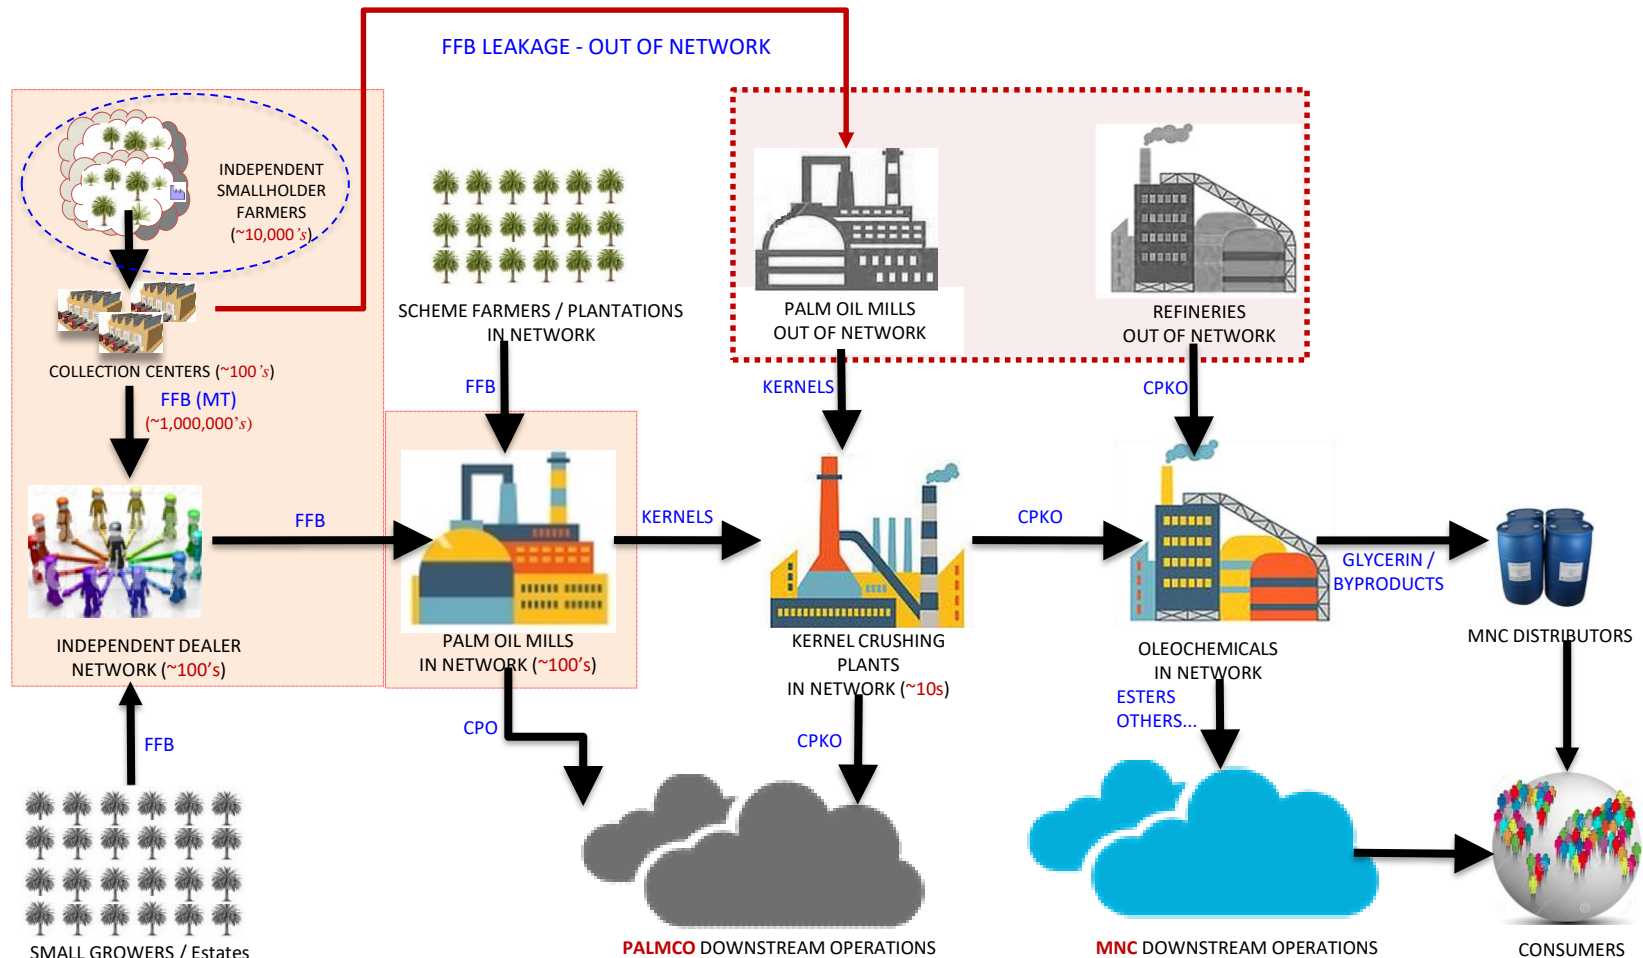 FFB LEAKAGE - OUT OF NETWORK
INDEPENDENT
SMALLHOLDER
FARMERS
(~10,000's)
COLLECTION CENTERS (~100's)
FFB (MT)
(~1,000,000's)
SCHEME FARMERS / PLANTATIONS
IN NETWORK
FFB
PALM OIL MILLS
OUT OF NETWORK
KERNELS
REFINERIES
OUT OF NETWORK
CPKO
INDEPENDENT DEALER
NETWORK (~100's)
FFB
PALM OIL MILLS
IN NETWORK (~100's)
KERNELS
KERNEL CRUSHING
PLANTS
IN NETWORK (~10s)
CPKO
OLEOCHEMICALS
IN NETWORK
GLYCERIN /
BYPRODUCTS
MNC DISTRIBUTORS
FFB
CPO
CPKO
ESTERS
OTHERS...
SMALL GROWERS / Estates
PALMCO DOWNSTREAM OPERATIONS
MNC DOWNSTREAM OPERATIONS
CONSUMERS